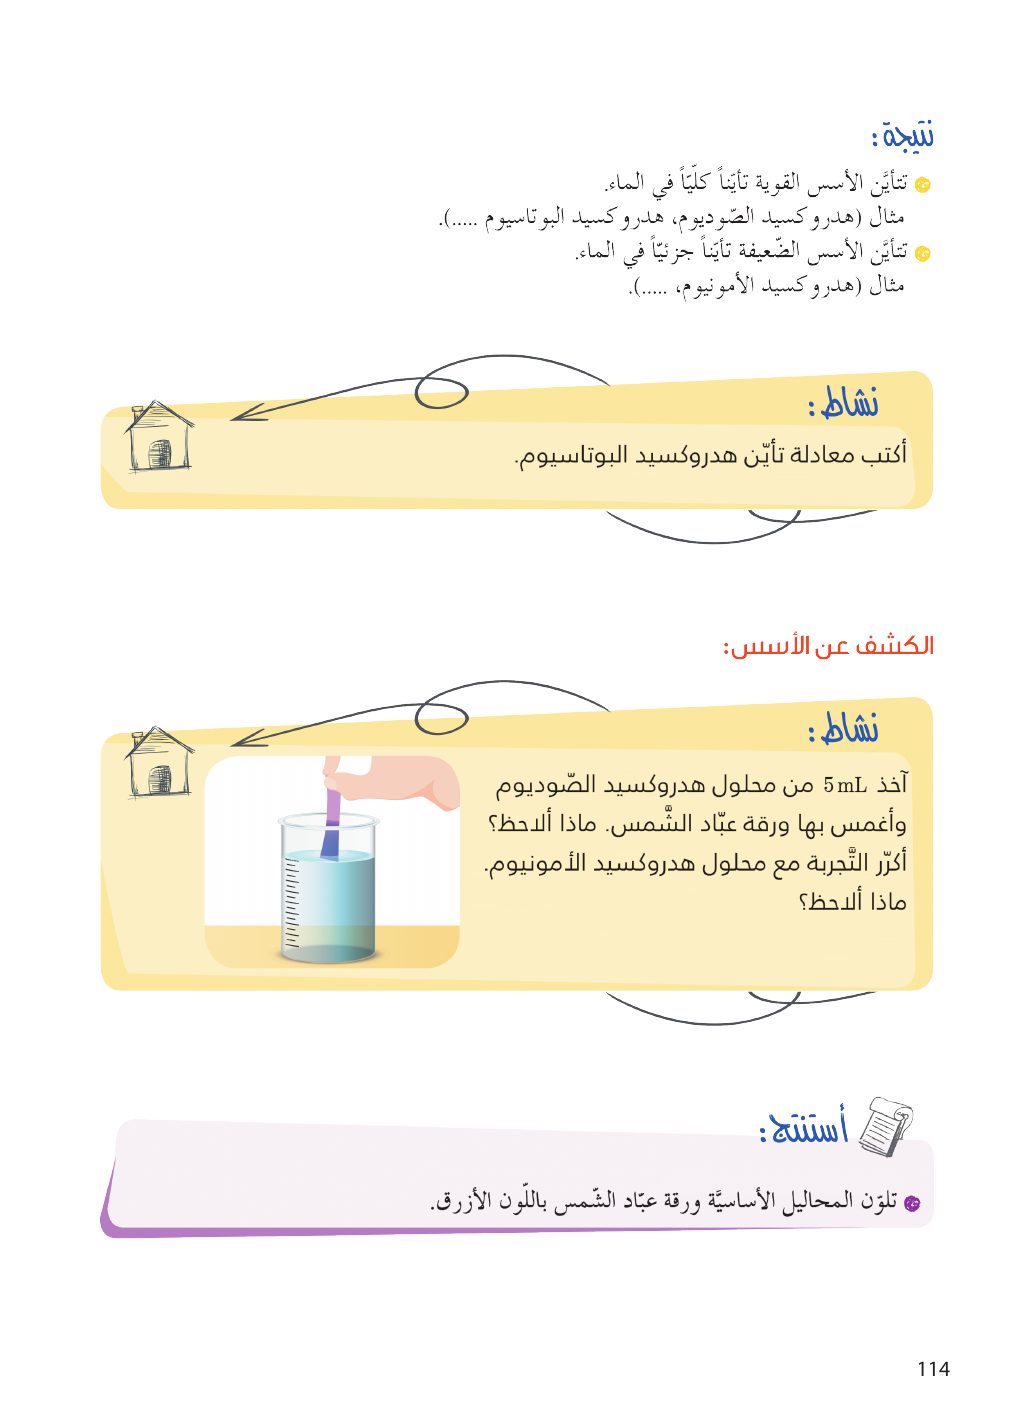 نتيجة:
تتأيَّن الأسس القوية تأيّناً كلّيّاً في الماء.
مثال (هدروكسيد الصّوديوم، هدروكسيد البوتاسيوم .....).
تتأيَّن الأسس الضّعيفة تأيّناً جزئيّاً في الماء.
مثال (هدروكسيد الأمونيوم، .....).
نشاط:
أكتب معادلة تأيّن هدروكسيد البوتاسيوم.
الكشف عن الأسس:
نشاط:
آخذ 5 mL من محلول هدروكسيد الصّوديوم
وأغمس بها ورقة عبّاد الشَّمس. ماذا ألاحظ؟
أكرّر التَّجربة مع محلول هدروكسيد الأمونيوم.
ماذا ألاحظ؟
أستنتج:
تلوّن المحاليل الأساسيَّة ورقة عبّاد الشّمس باللّون الأزرق.
114